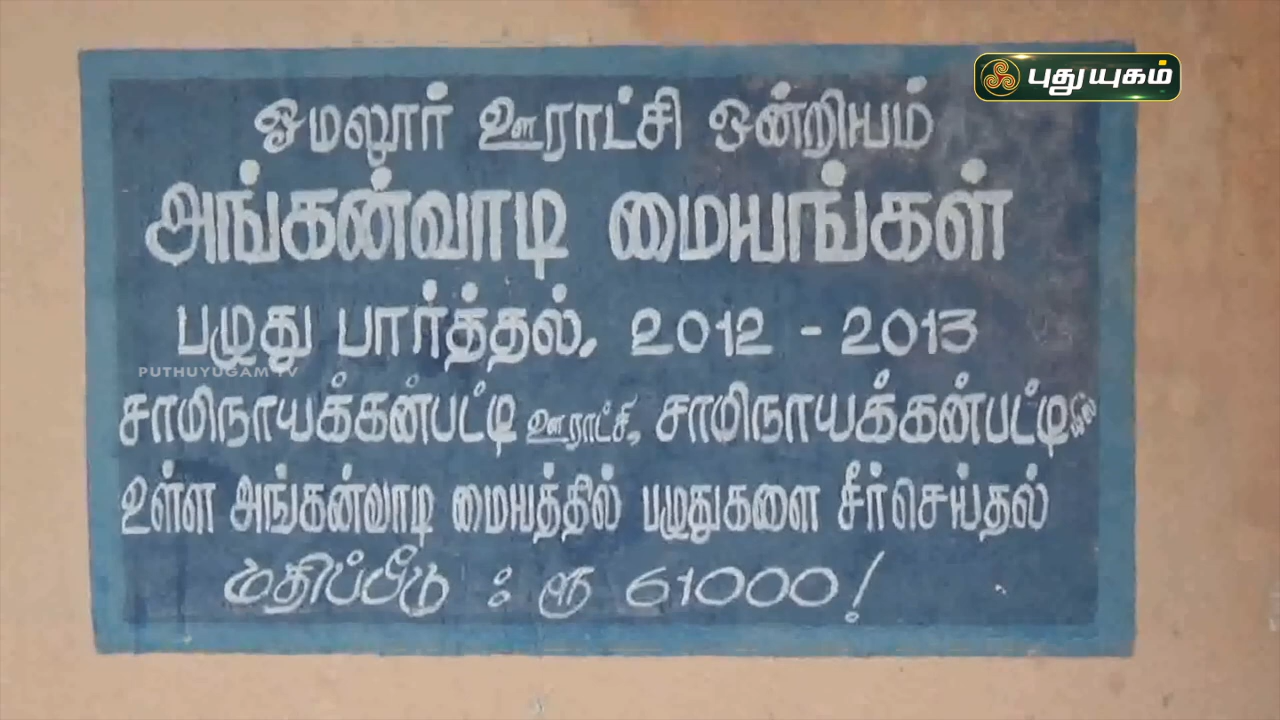 புதுயுகம்
ஓமலூர் ஊராட்சி ஒன்றியம்
அங்கன்வாடி மையங்கள்
பழுது பார்த்தல், 2012 - 2013
PUTHUYUGAM TV
சாமிநாயக்கன்பட்டி ஊராட்சி, சாமிநாயக்கன்பட்டியில்
உள்ள அங்கன்வாடி மையத்தில் பழுதுகளை சீர்செய்தல்
மதிப்பீடு : ரூ 61000/